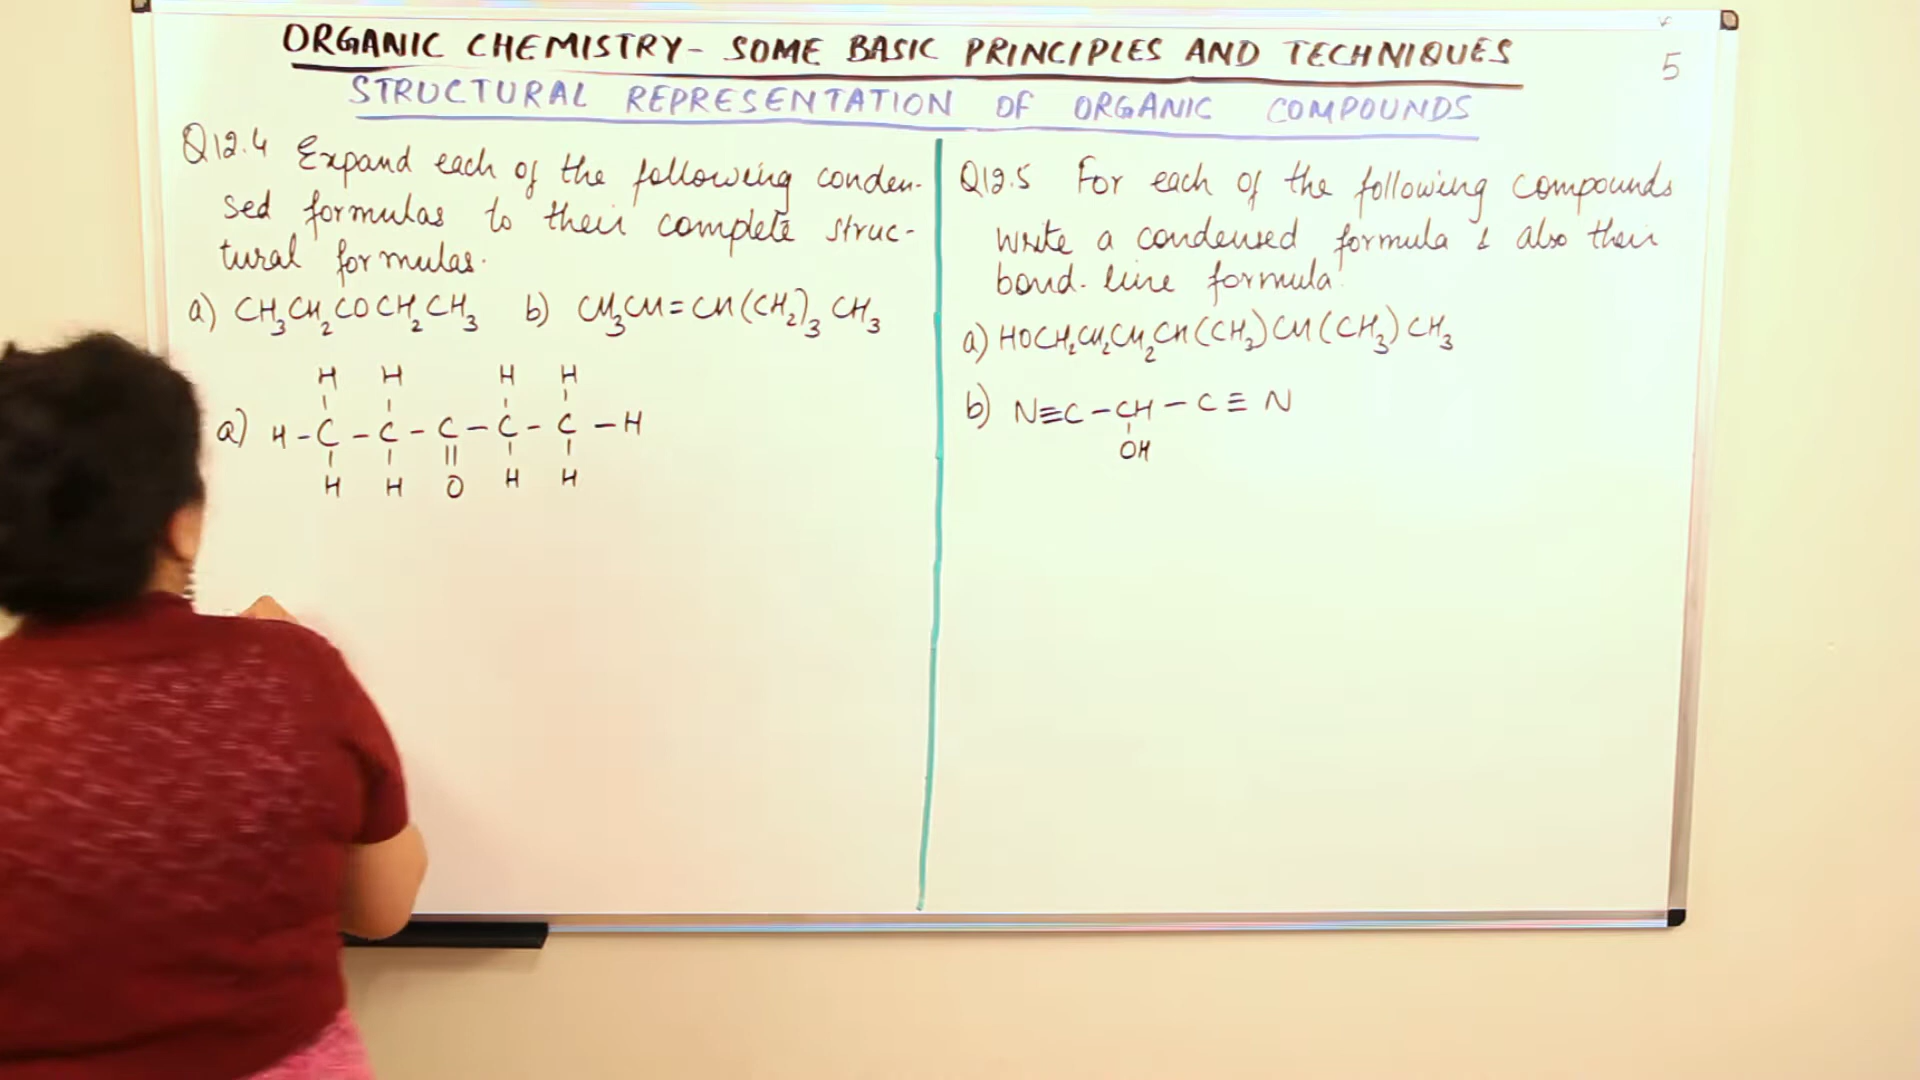 ORGANIC CHEMISTRY- SOME BASIC PRINCIPLES AND TECHNIQUES
5
STRUCTURAL REPRESENTATION OF ORGANIC COMPOUNDS
Q12.4 Expand each of the following conden-
sed formulas to their complete struc-
tural formulas.
a) CH₃CH₂COCH₂CH₃ b) CH₃CH=CH(CH₂)₃CH₃
H H H H
a) H-C-C-C-C-C-H
H H O H H
Q12.5 For each of the following compounds
write a condensed formula & also their
bond-line formula.
a) HOCH₂CH₂CH₂CH(CH₃)CH(CH₃)CH₃
b) N≡C-CH-C≡N
OH